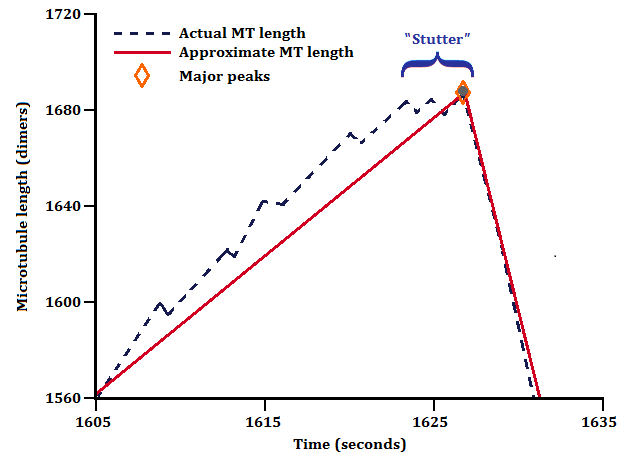 1720
Actual MT length
Approximate MT length
Major peaks
"Stutter"
1680
1640
1600
1560
Microtubule length (dimers)
1605
1615
1625
1635
Time (seconds)